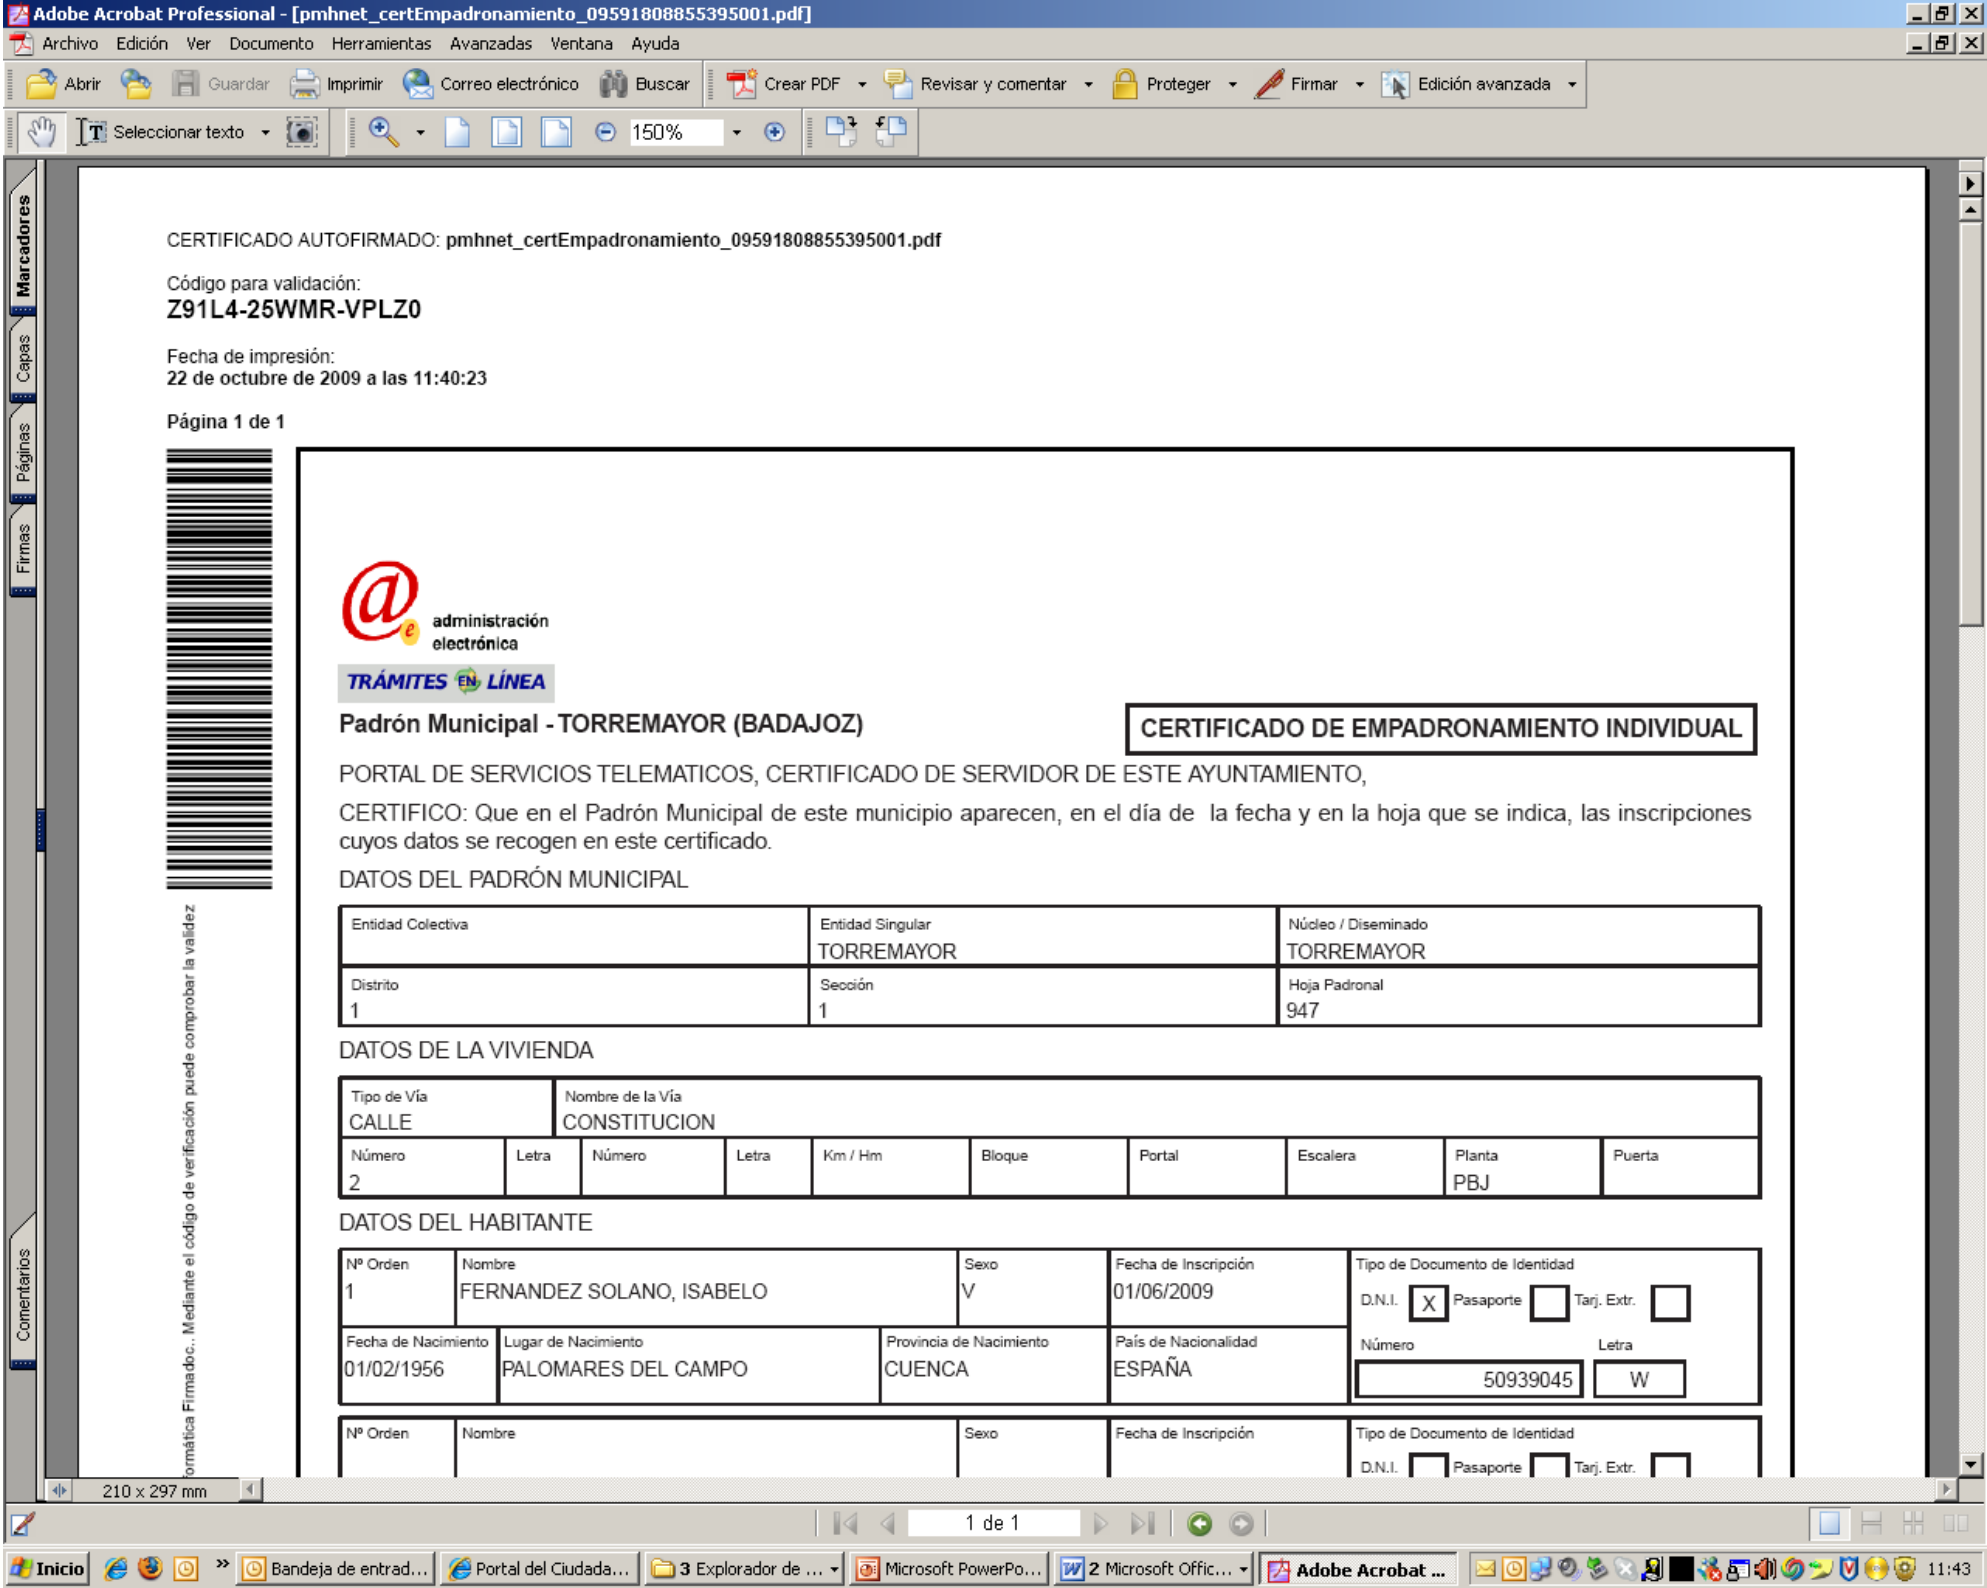 Adobe Acrobat Professional - [pmhnet_certEmpadronamiento_09591808855395001.pdf]
Archivo Edición Ver Documento Herramientas Avanzadas Ventana Ayuda
Abrir Guardar Imprimir Correo electrónico Buscar Crear PDF Revisar y comentar Proteger Firmar Edición avanzada
Seleccionar texto 150%
Marcadores
Capas
Páginas
Firmas
Comentarios
CERTIFICADO AUTOFIRMADO: pmhnet_certEmpadronamiento_09591808855395001.pdf
Código para validación:
Z91L4-25WMR-VPLZ0
Fecha de impresión:
22 de octubre de 2009 a las 11:40:23
Página 1 de 1
ormática Firmadoc.. Mediante el código de verificación puede comprobar la validez
@e administración
electrónica
TRÁMITES EN LÍNEA
Padrón Municipal - TORREMAYOR (BADAJOZ)
CERTIFICADO DE EMPADRONAMIENTO INDIVIDUAL
PORTAL DE SERVICIOS TELEMATICOS, CERTIFICADO DE SERVIDOR DE ESTE AYUNTAMIENTO,
CERTIFICO: Que en el Padrón Municipal de este municipio aparecen, en el día de la fecha y en la hoja que se indica, las inscripciones
cuyos datos se recogen en este certificado.
DATOS DEL PADRÓN MUNICIPAL
Entidad Colectiva Entidad Singular Núcleo / Diseminado
TORREMAYOR TORREMAYOR
Distrito Sección Hoja Padronal
1 1 947
DATOS DE LA VIVIENDA
Tipo de Vía Nombre de la Vía
CALLE CONSTITUCION
Número Letra Número Letra Km / Hm Bloque Portal Escalera Planta Puerta
2 PBJ
DATOS DEL HABITANTE
Nº Orden Nombre Sexo Fecha de Inscripción Tipo de Documento de Identidad
1 FERNANDEZ SOLANO, ISABELO V 01/06/2009 D.N.I. X Pasaporte Tarj. Extr.
Fecha de Nacimiento Lugar de Nacimiento Provincia de Nacimiento País de Nacionalidad Número Letra
01/02/1956 PALOMARES DEL CAMPO CUENCA ESPAÑA 50939045 W
Nº Orden Nombre Sexo Fecha de Inscripción Tipo de Documento de Identidad
D.N.I. Pasaporte Tarj. Extr.
210 x 297 mm
1 de 1
Inicio » Bandeja de entrad... Portal del Ciudada... 3 Explorador de ... Microsoft PowerPo... 2 Microsoft Offic... Adobe Acrobat ... 11:43